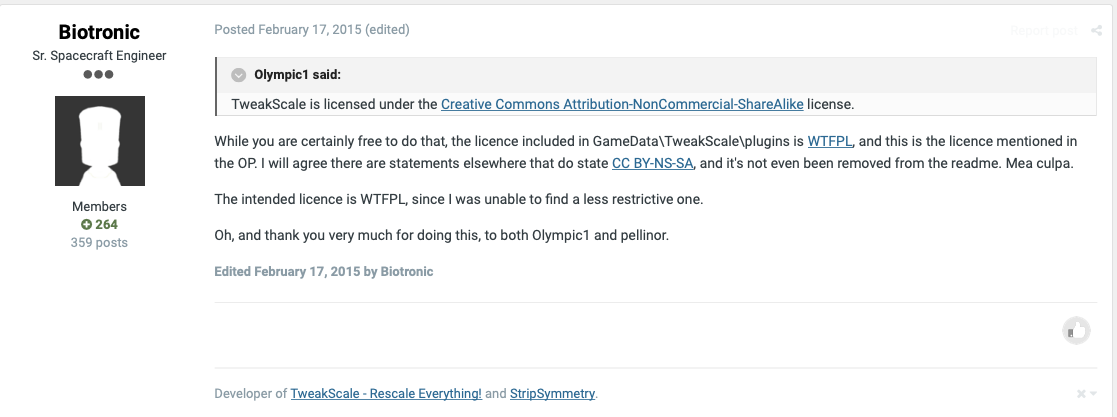 Biotronic
Sr. Spacecraft Engineer
Members
264
359 posts
Posted February 17, 2015 (edited)
Report post
Olympic1 said:
TweakScale is licensed under the Creative Commons Attribution-NonCommercial-ShareAlike license.
While you are certainly free to do that, the licence included in GameData\TweakScale\plugins is WTFPL, and this is the licence mentioned in
the OP. I will agree there are statements elsewhere that do state CC BY-NS-SA, and it's not even been removed from the readme. Mea culpa.
The intended licence is WTFPL, since I was unable to find a less restrictive one.
Oh, and thank you very much for doing this, to both Olympic1 and pellinor.
Edited February 17, 2015 by Biotronic
Developer of TweakScale - Rescale Everything! and StripSymmetry.